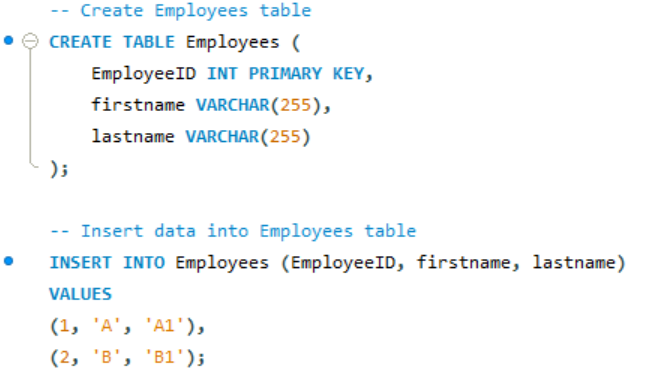 -- Create Employees table
CREATE TABLE Employees (
EmployeeID INT PRIMARY KEY,
firstname VARCHAR(255),
lastname VARCHAR(255)
);
-- Insert data into Employees table
INSERT INTO Employees (EmployeeID, firstname, lastname)
VALUES
(1, 'A', 'A1'),
(2, 'B', 'B1');